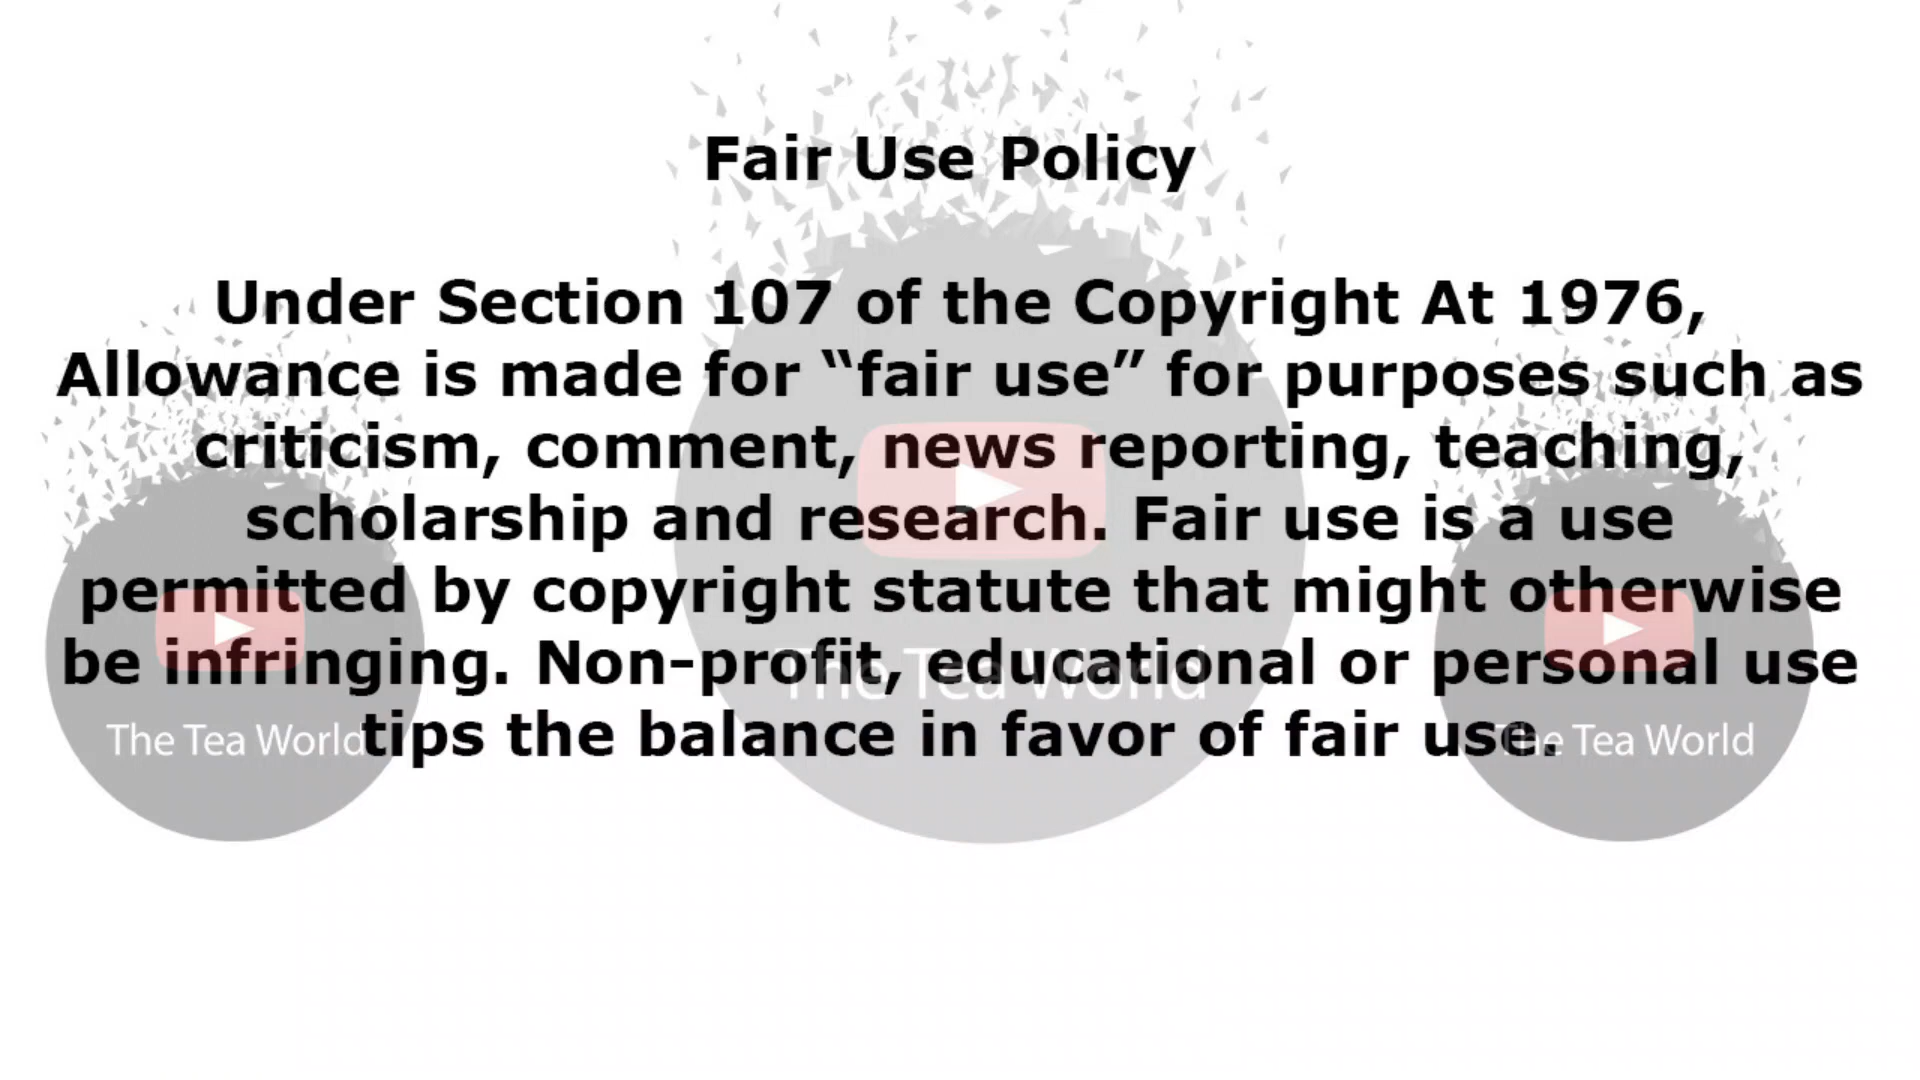 Fair Use Policy
Under Section 107 of the Copyright At 1976,
Allowance is made for “fair use” for purposes such as
criticism, comment, news reporting, teaching,
scholarship and research. Fair use is a use
permitted by copyright statute that might otherwise
be infringing. Non-profit, educational or personal use
The Tea World
tips the balance in favor of fair use.
The Tea World
The Tea World